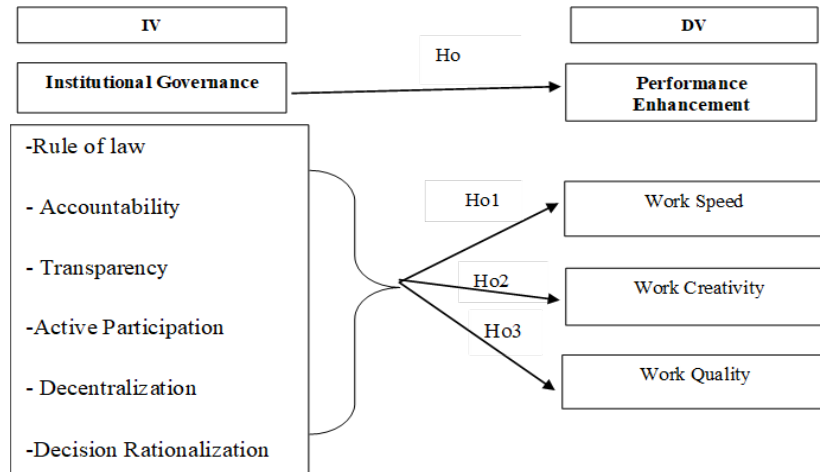 IV
DV
Institutional Governance
Ho
Performance
Enhancement
-Rule of law
- Accountability
- Transparency
-Active Participation
- Decentralization
-Decision Rationalization
Ho1
Work Speed
Ho2
Work Creativity
Ho3
Work Quality